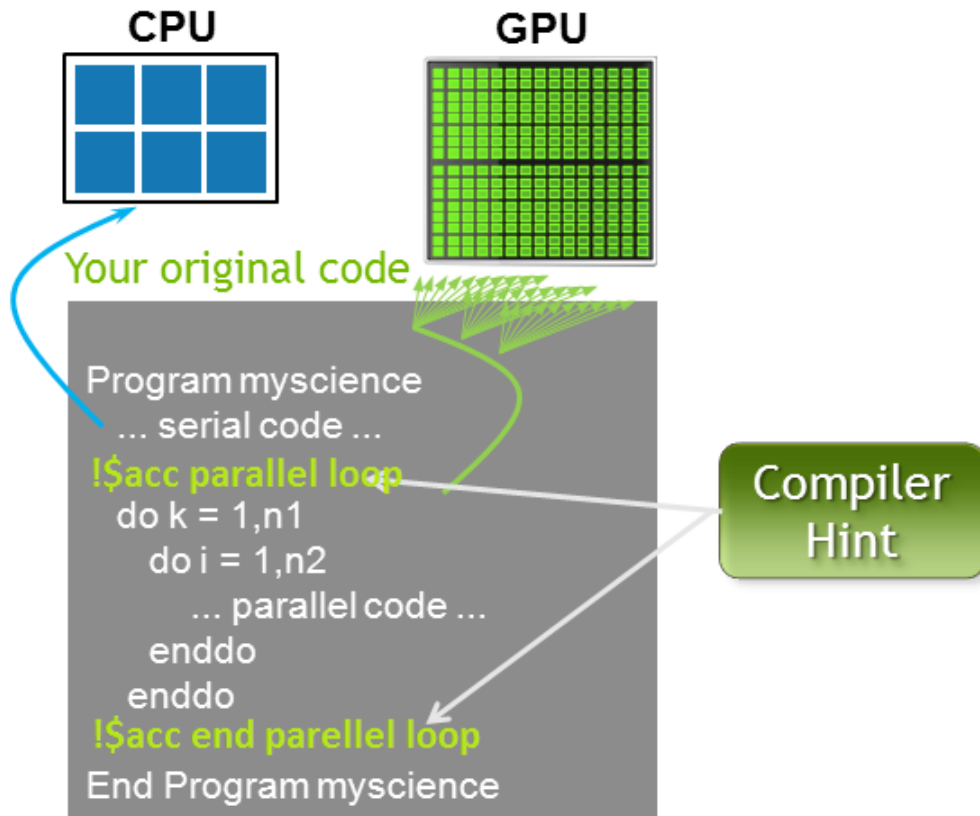 CPU
GPU
Your original code
Program myscience
... serial code ...
!$acc parallel loop
do k = 1,n1
do i = 1,n2
... parallel code ...
enddo
enddo
!$acc end parellel loop
End Program myscience
Compiler
Hint